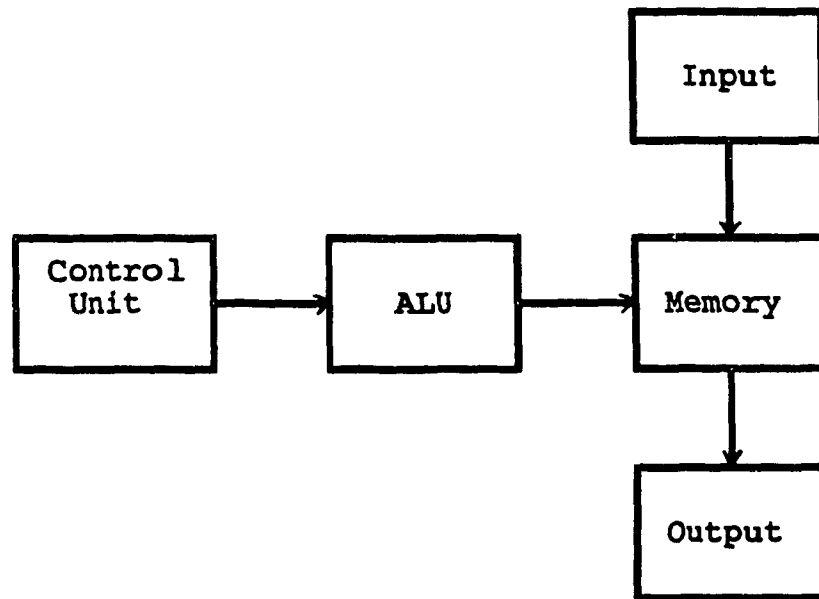 Input
Control
Unit
ALU
Memory
Output